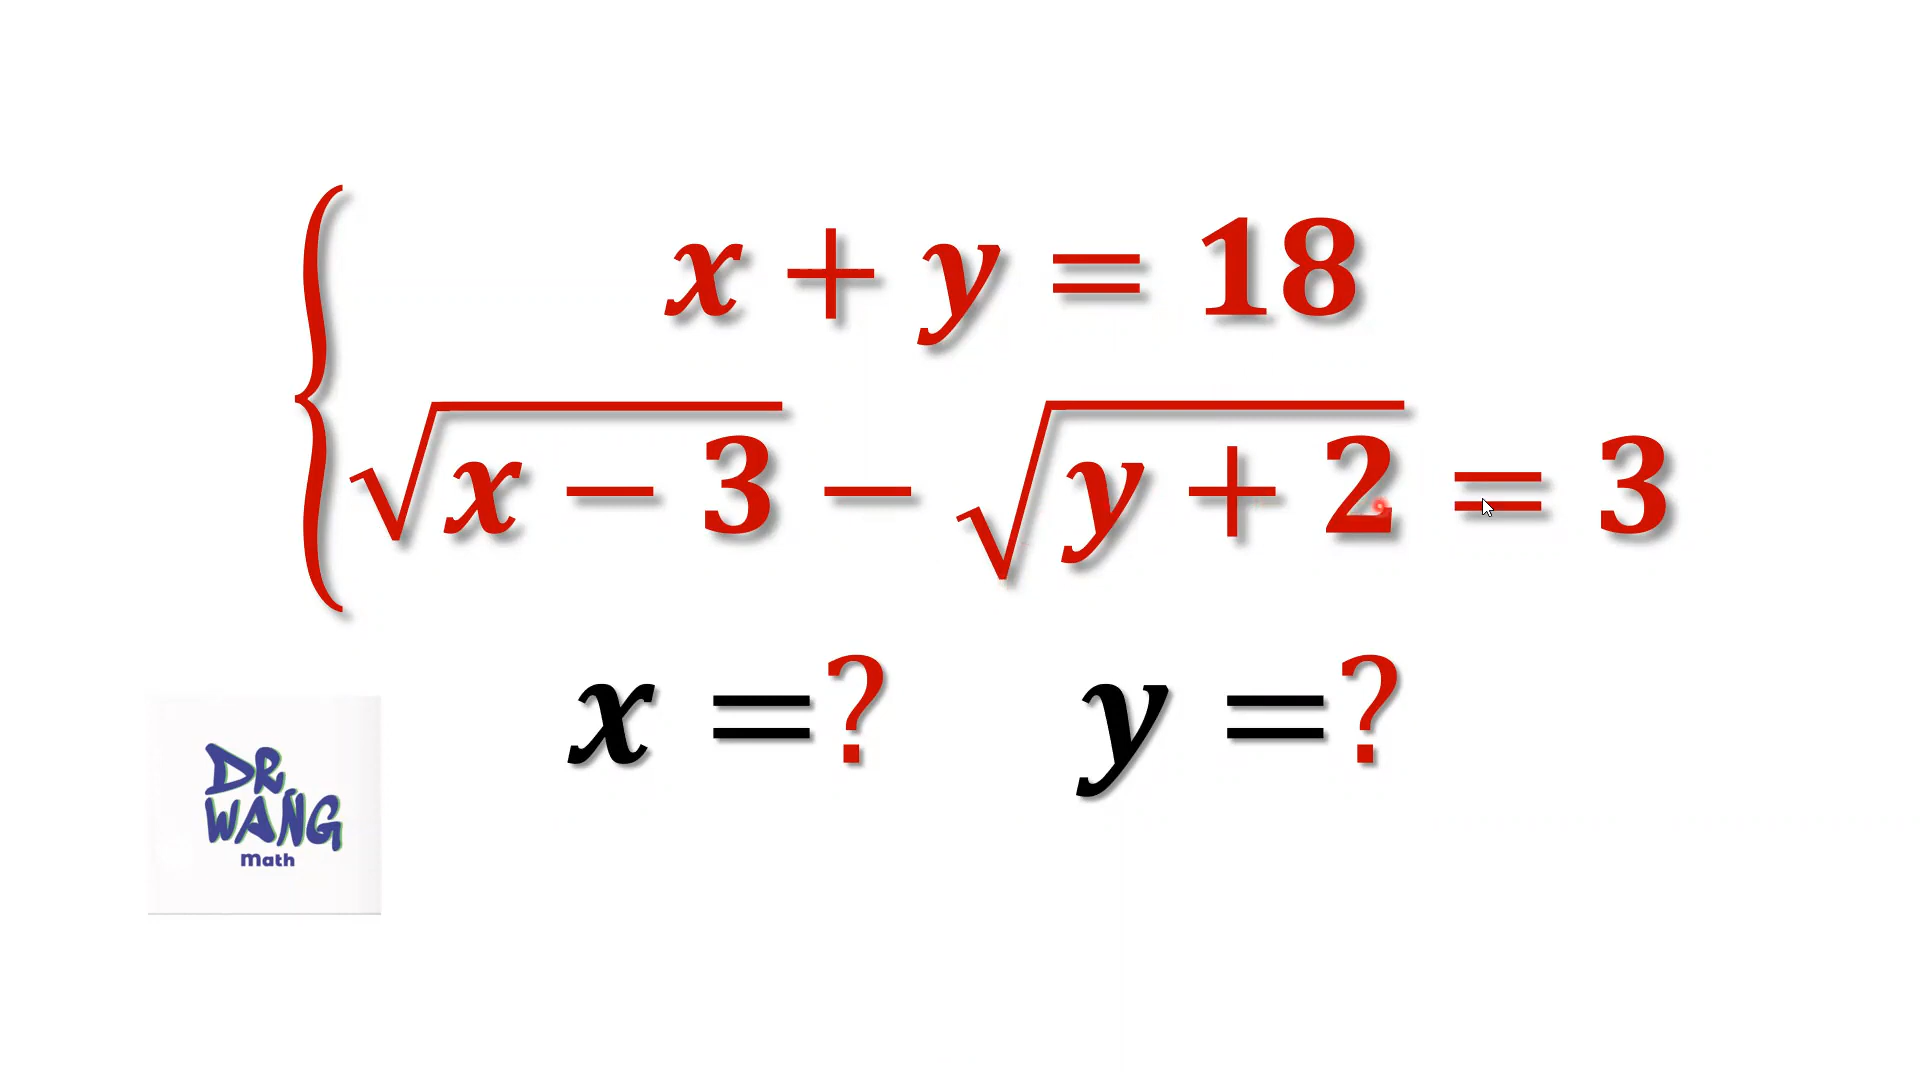 x + y = 18
√(x − 3) − √(y + 2) = 3
x =? y =?
DR
WANG
Math